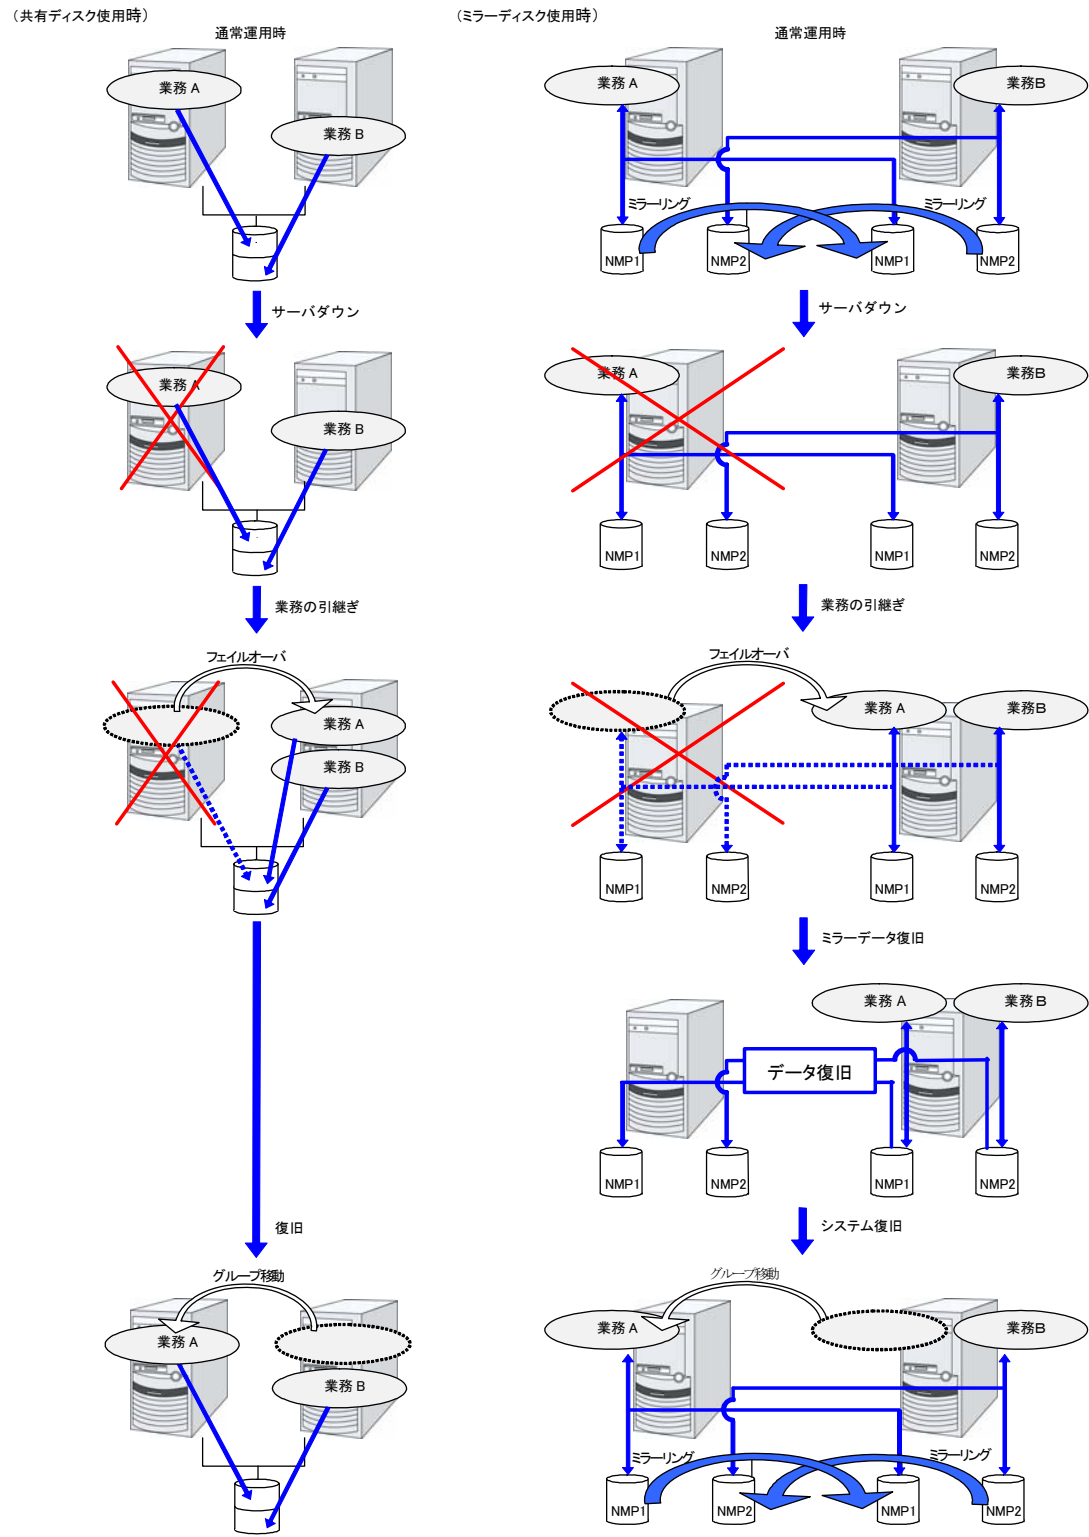 (共有ディスク使用時)
通常運用時
業務 A
業務 B
サーバダウン
業務 A
業務 B
業務の引継ぎ
フェイルオーバ
業務 A
業務 B
復旧
グループ移動
業務 A
業務 B
(ミラーディスク使用時)
通常運用時
業務 A
業務B
ミラーリング
ミラーリング
NMP1
NMP2
NMP1
NMP2
サーバダウン
業務 A
業務B
NMP1
NMP2
NMP1
NMP2
業務の引継ぎ
フェイルオーバ
業務 A
業務B
NMP1
NMP2
NMP1
NMP2
ミラーデータ復旧
業務 A
業務 B
データ復旧
NMP1
NMP2
NMP1
NMP2
システム復旧
グループ移動
業務 A
業務B
ミラーリング
ミラーリング
NMP1
NMP2
NMP1
NMP2